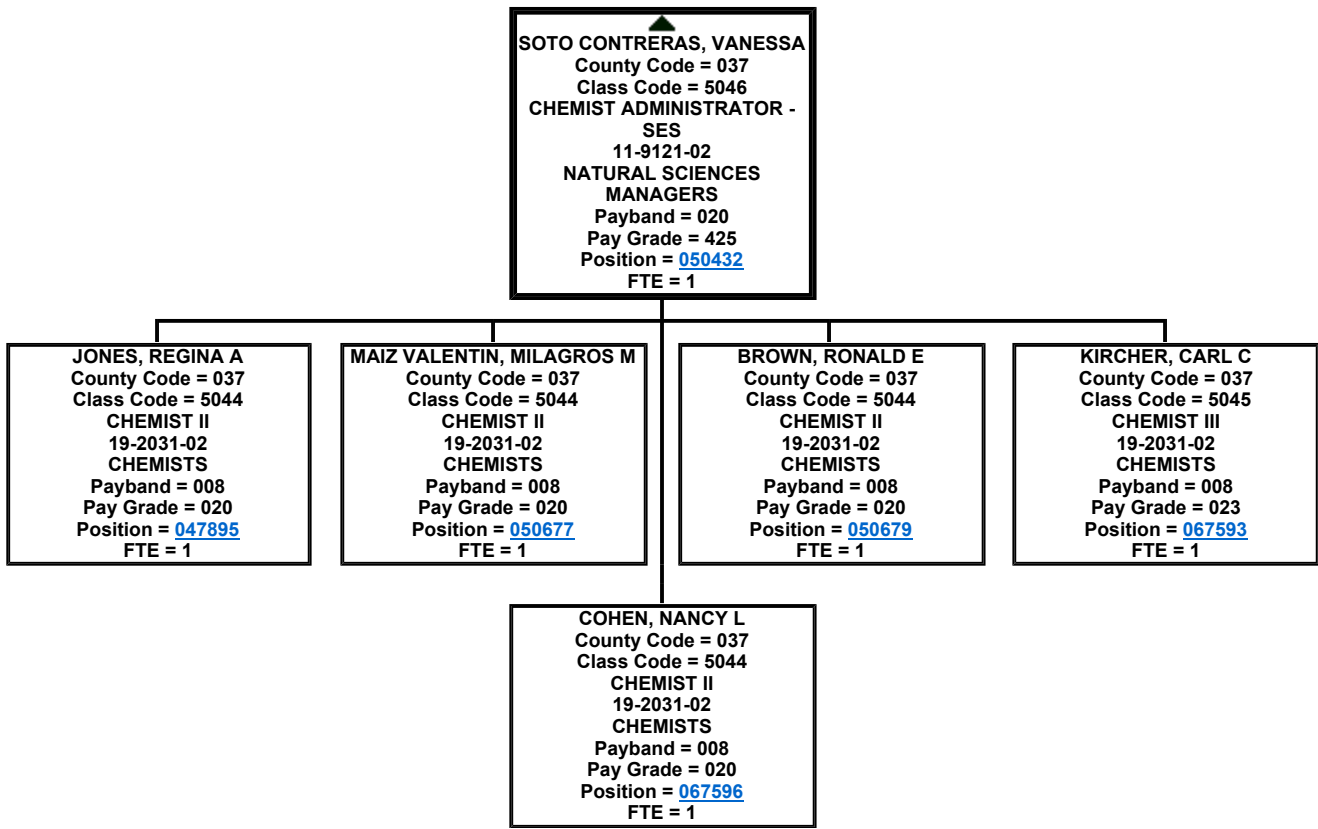 SOTO CONTRERAS, VANESSA
County Code = 037
Class Code = 5046
CHEMIST ADMINISTRATOR -
SES
11-9121-02
NATURAL SCIENCES
MANAGERS
Payband = 020
Pay Grade = 425
Position = 050432
FTE = 1
JONES, REGINA A
County Code = 037
Class Code = 5044
CHEMIST II
19-2031-02
CHEMISTS
Payband = 008
Pay Grade = 020
Position = 047895
FTE = 1
MAIZ VALENTIN, MILAGROS M
County Code = 037
Class Code = 5044
CHEMIST II
19-2031-02
CHEMISTS
Payband = 008
Pay Grade = 020
Position = 050677
FTE = 1
BROWN, RONALD E
County Code = 037
Class Code = 5044
CHEMIST II
19-2031-02
CHEMISTS
Payband = 008
Pay Grade = 020
Position = 050679
FTE = 1
KIRCHER, CARL C
County Code = 037
Class Code = 5045
CHEMIST III
19-2031-02
CHEMISTS
Payband = 008
Pay Grade = 023
Position = 067593
FTE = 1
COHEN, NANCY L
County Code = 037
Class Code = 5044
CHEMIST II
19-2031-02
CHEMISTS
Payband = 008
Pay Grade = 020
Position = 067596
FTE = 1